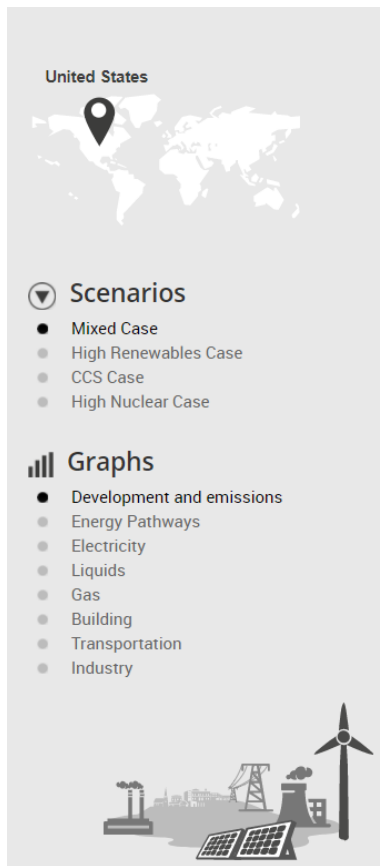 United States
Scenarios
Mixed Case
High Renewables Case
CCS Case
High Nuclear Case
Graphs
Development and emissions
Energy Pathways
Electricity
Liquids
Gas
Building
Transportation
Industry